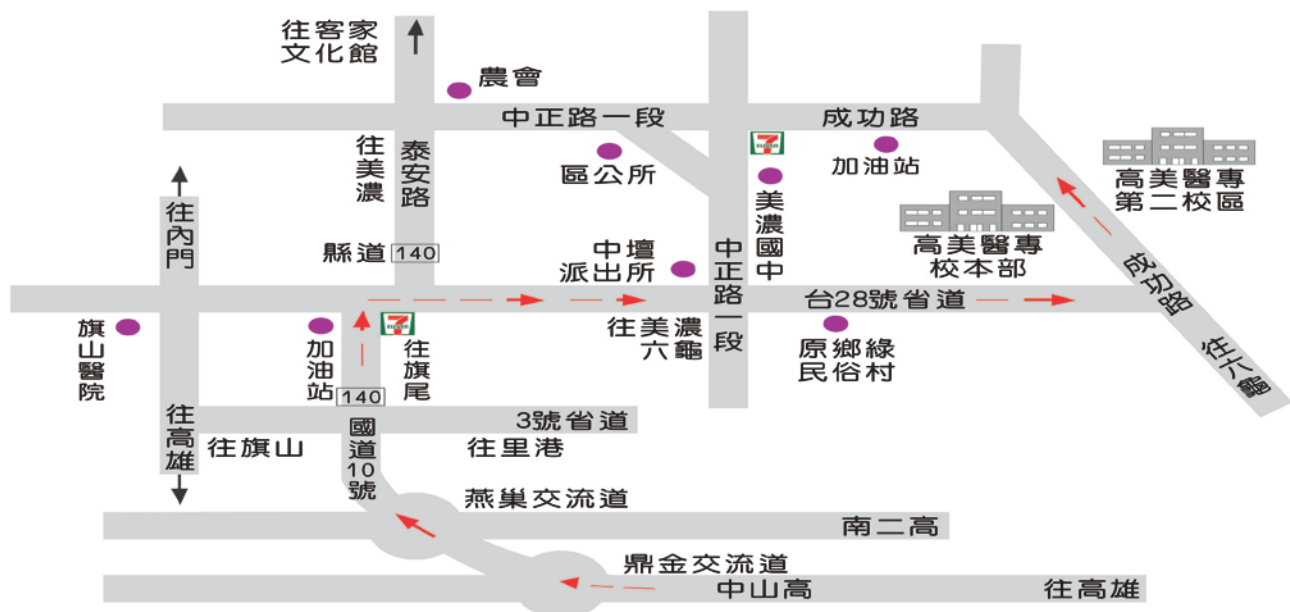 往客家
文化館
農會
中正路一段
成功路
往美濃
泰安路
區公所
7
ELEVEN
加油站
高美醫專
第二校區
往內門
美濃國中
高美醫專
校本部
縣道
140
中壇
派出所
中正路一段
台28號省道
成功路
旗山醫院
加油站
7
ELEVEN
往旗尾
往美濃
六龜
原鄉綠
民俗村
往六龜
140
往高雄
3號省道
往旗山
國道10號
往里港
燕巢交流道
南二高
鼎金交流道
中山高
往高雄